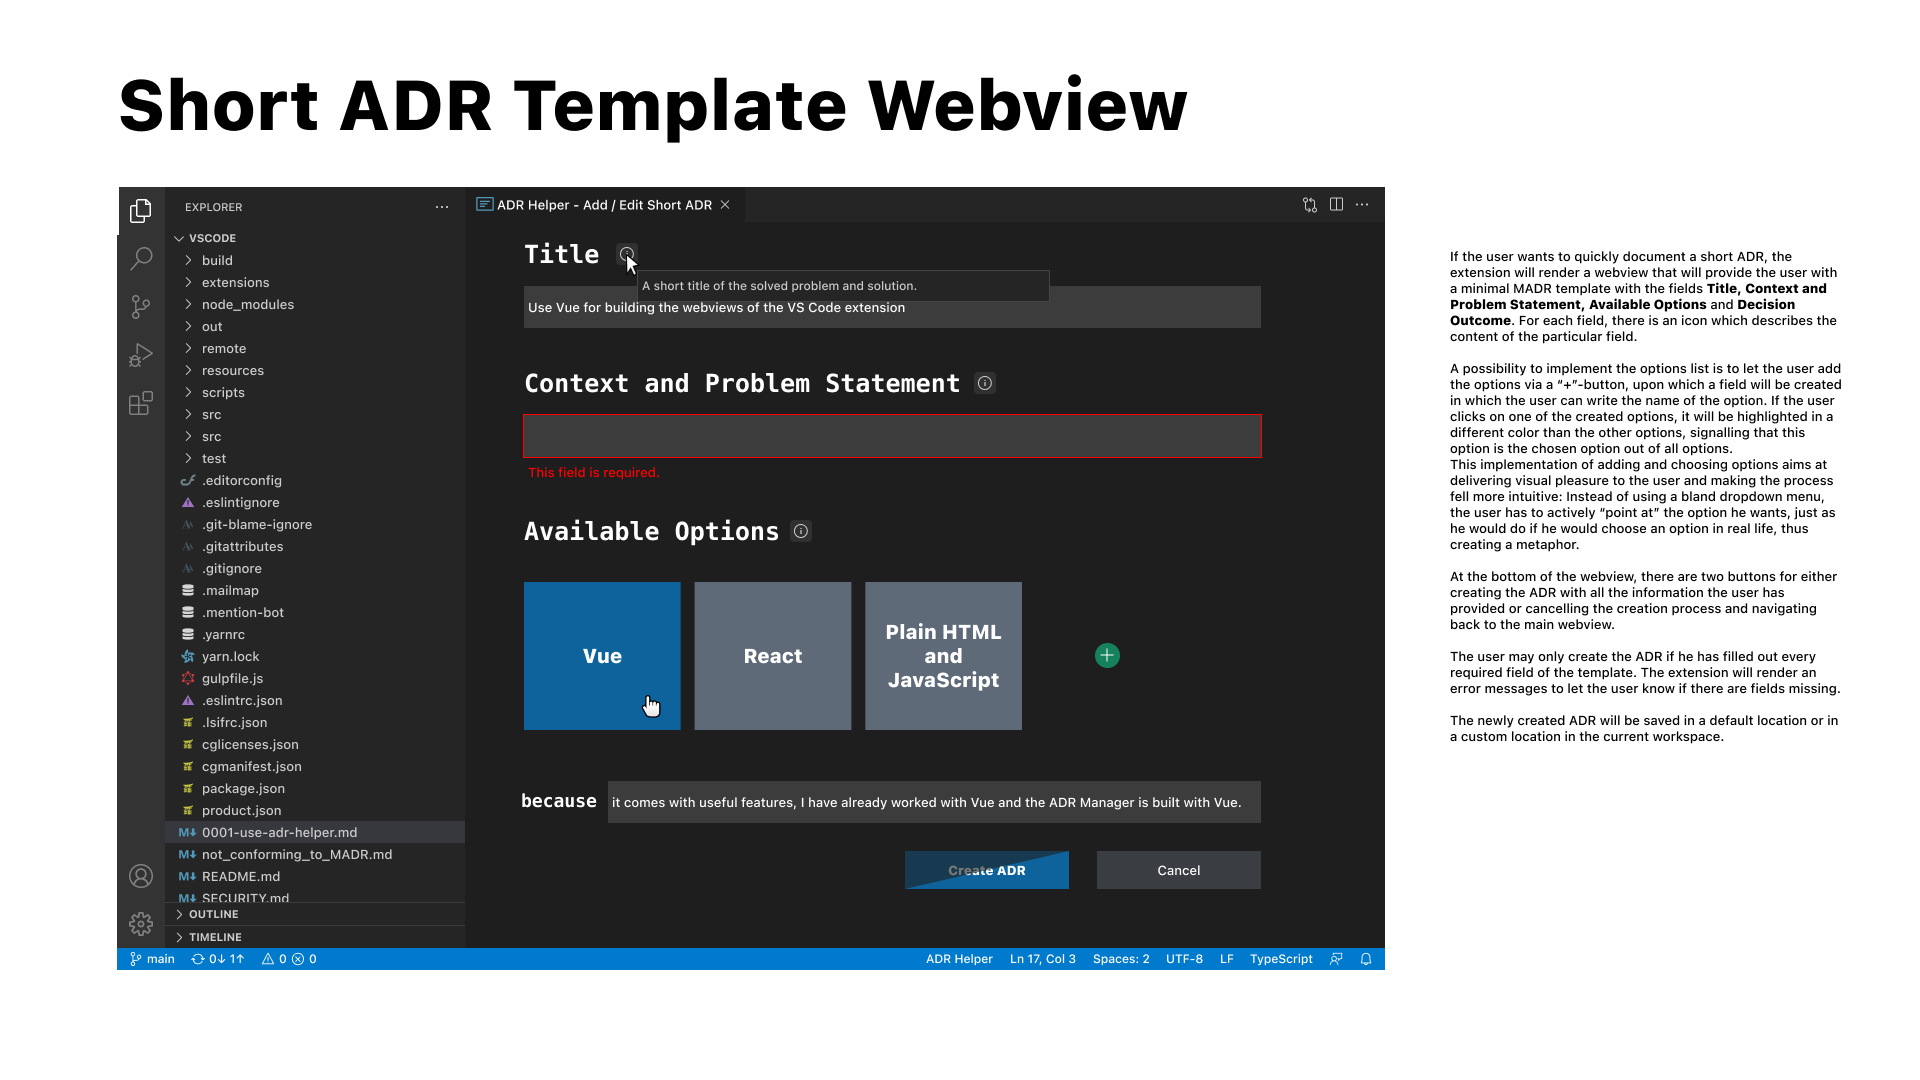 Short ADR Template Webview
EXPLORER
VSCODE
build
extensions
node_modules
out
remote
resources
scripts
src
src
test
.editorconfig
.eslintignore
.git-blame-ignore
.gitattributes
.gitignore
.mailmap
.mention-bot
.yarnrc
yarn.lock
gulpfile.js
.eslintrc.json
.lsifrc.json
cglicenses.json
cgmanifest.json
package.json
product.json
0001-use-adr-helper.md
not_conforming_to_MADR.md
README.md
SECURITY.md
OUTLINE
TIMELINE
ADR Helper - Add / Edit Short ADR
Title
A short title of the solved problem and solution.
Use Vue for building the webviews of the VS Code extension
Context and Problem Statement
This field is required.
Available Options
Vue
React
Plain HTML
and
JavaScript
because
it comes with useful features, I have already worked with Vue and the ADR Manager is built with Vue.
Create ADR
Cancel
main
0↓ 1↑
0
0
ADR Helper
Ln 17, Col 3
Spaces: 2
UTF-8
LF
TypeScript
If the user wants to quickly document a short ADR, the
extension will render a webview that will provide the user with
a minimal MADR template with the fields Title, Context and
Problem Statement, Available Options and Decision
Outcome. For each field, there is an icon which describes the
content of the particular field.
A possibility to implement the options list is to let the user add
the options via a “+”-button, upon which a field will be created
in which the user can write the name of the option. If the user
clicks on one of the created options, it will be highlighted in a
different color than the other options, signalling that this
option is the chosen option out of all options.
This implementation of adding and choosing options aims at
delivering visual pleasure to the user and making the process
fell more intuitive: Instead of using a bland dropdown menu,
the user has to actively “point at” the option he wants, just as
he would do if he would choose an option in real life, thus
creating a metaphor.
At the bottom of the webview, there are two buttons for either
creating the ADR with all the information the user has
provided or cancelling the creation process and navigating
back to the main webview.
The user may only create the ADR if he has filled out every
required field of the template. The extension will render an
error messages to let the user know if there are fields missing.
The newly created ADR will be saved in a default location or in
a custom location in the current workspace.